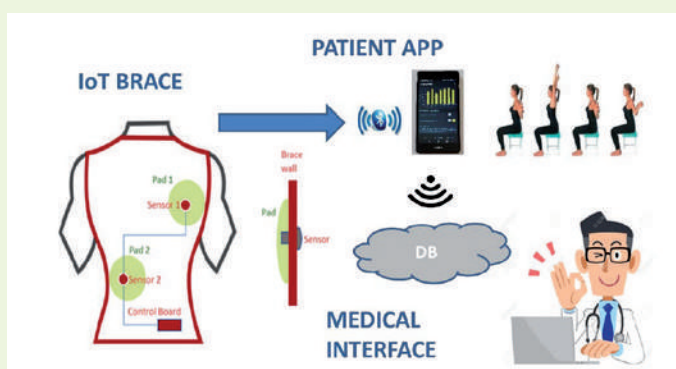 PATIENT APP
IoT BRACE
Brace
wall
Pad 1
Sensor 1
Pad
Sensor
Pad 2
Sensor 2
Control Board
DB
MEDICAL
INTERFACE